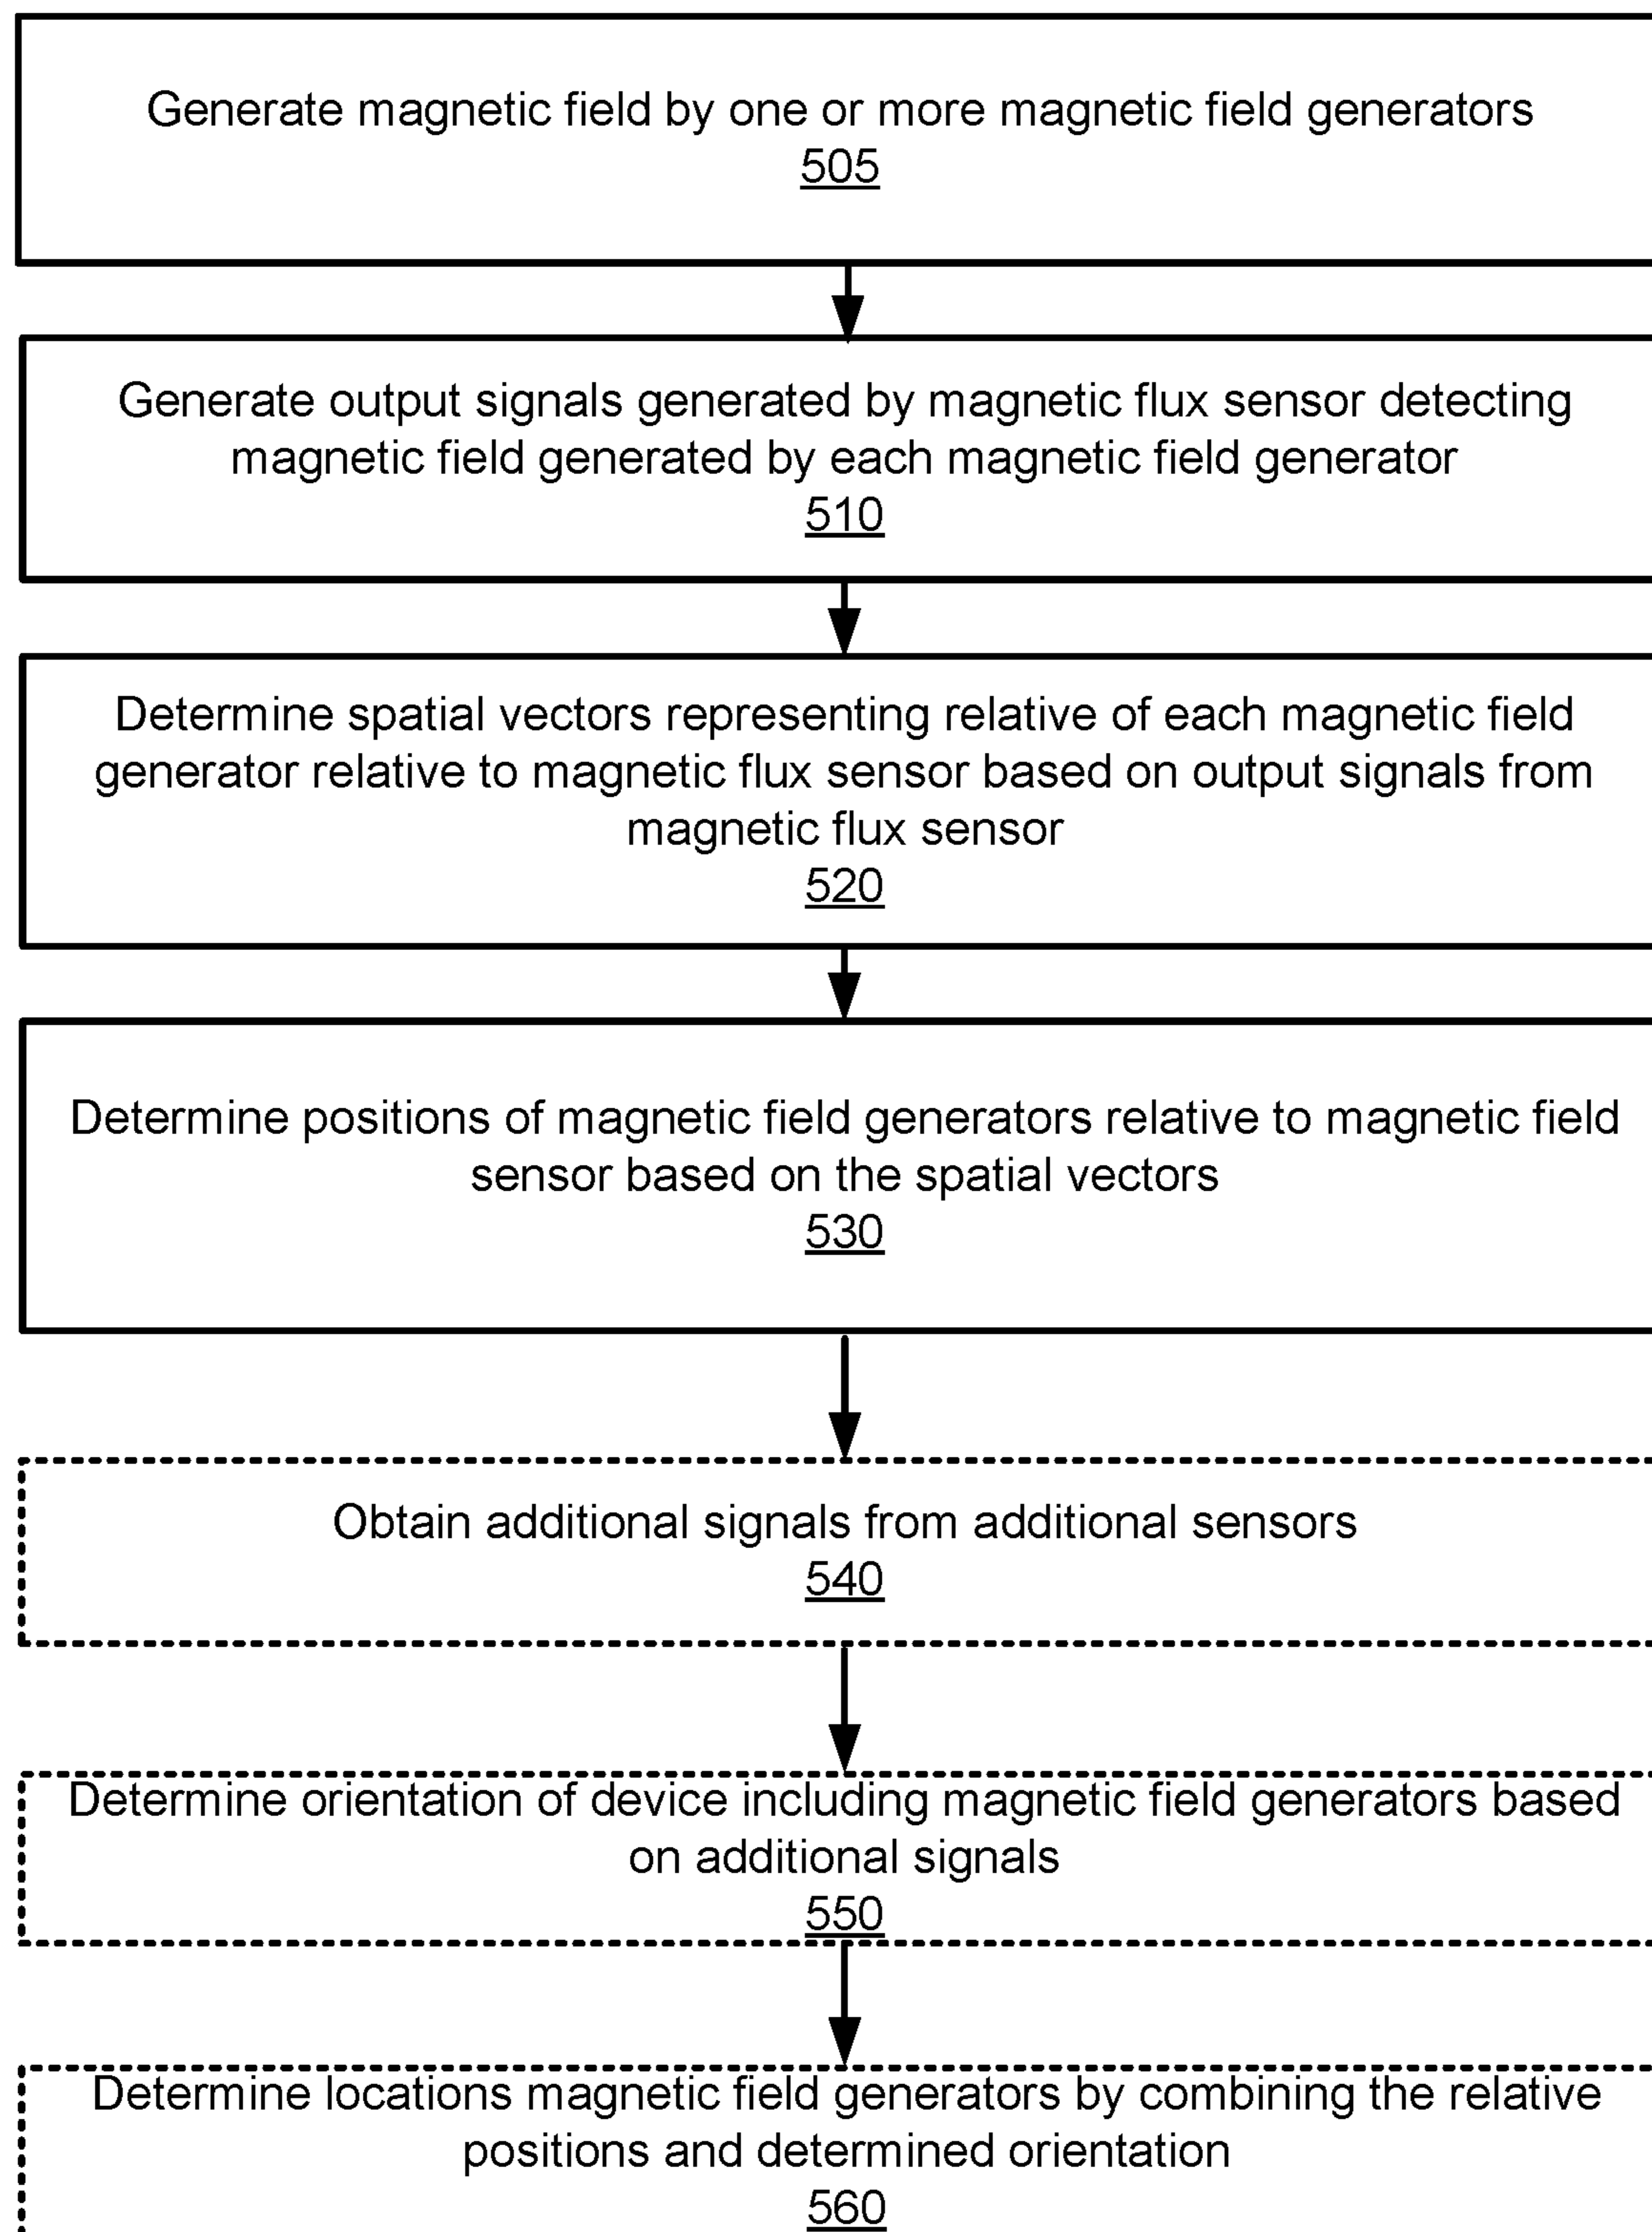 Generate magnetic field by one or more magnetic field generators
505
Generate output signals generated by magnetic flux sensor detecting
magnetic field generated by each magnetic field generator
510
Determine spatial vectors representing relative of each magnetic field
generator relative to magnetic flux sensor based on output signals from
magnetic flux sensor
520
Determine positions of magnetic field generators relative to magnetic field
sensor based on the spatial vectors
530
Obtain additional signals from additional sensors
540
Determine orientation of device including magnetic field generators based
on additional signals
550
Determine locations magnetic field generators by combining the relative
positions and determined orientation
560